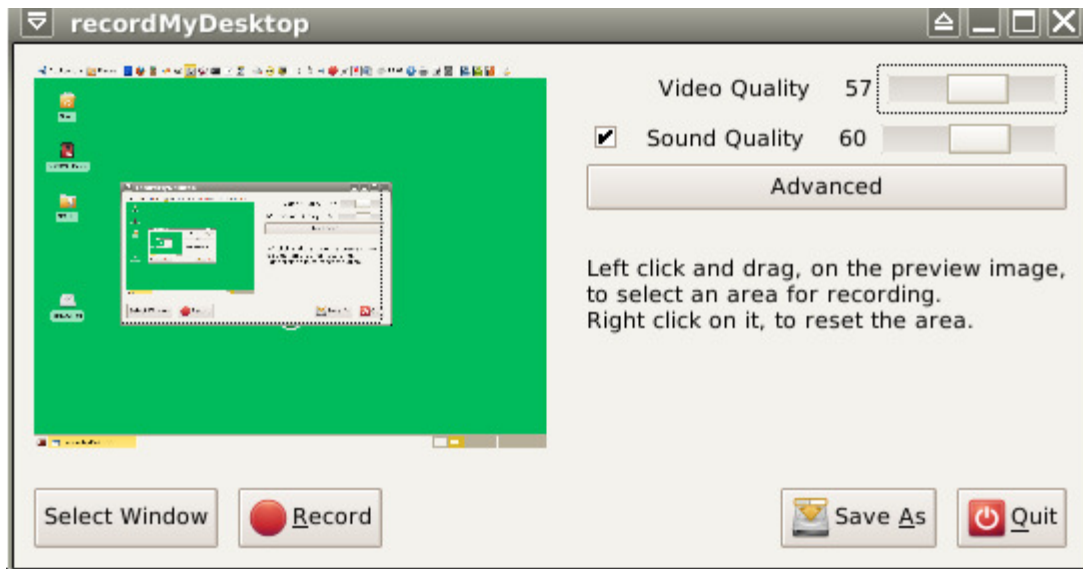 recordMyDesktop
Video Quality 57
Sound Quality 60
Advanced
Left click and drag, on the preview image,
to select an area for recording.
Right click on it, to reset the area.
Select Window
Record
Save As
Quit